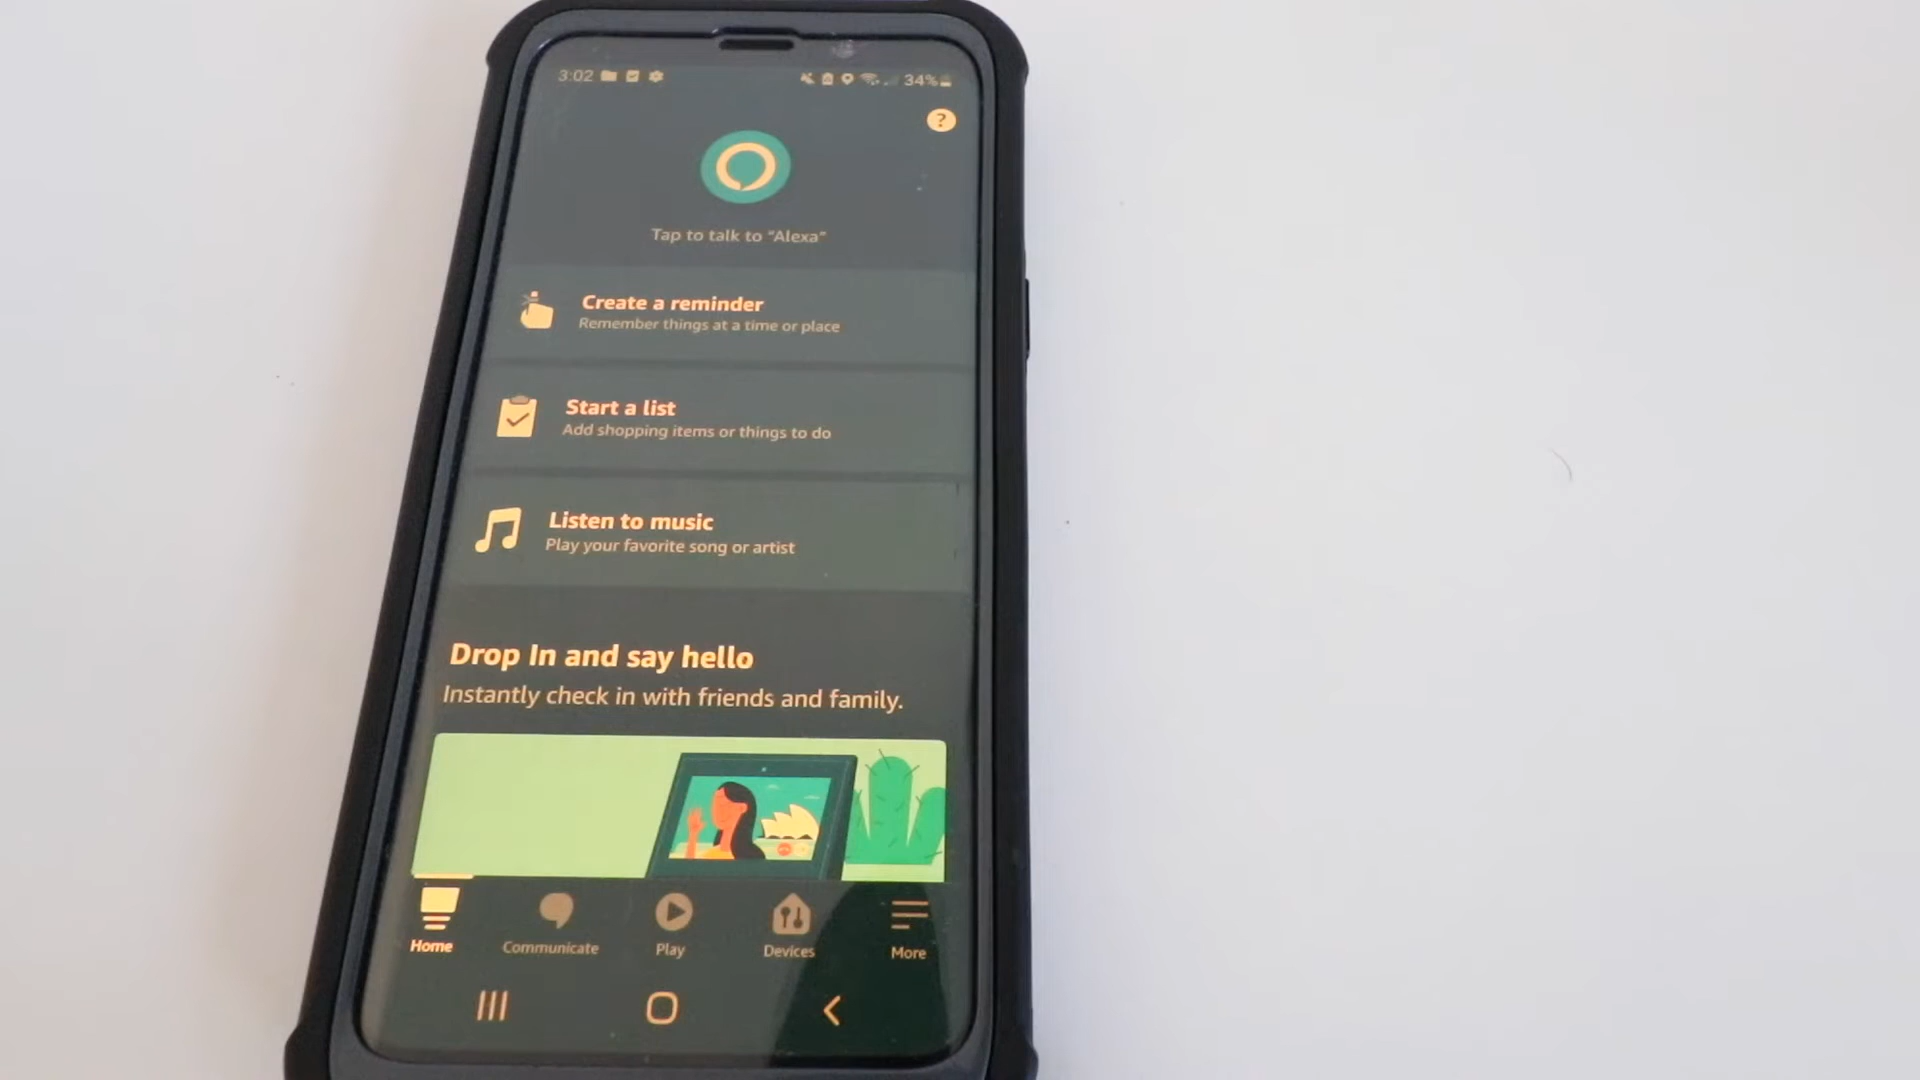 3:02 34%
?
Tap to talk to "Alexa"
Create a reminder
Remember things at a time or place
Start a list
Add shopping items or things to do
Listen to music
Play your favorite song or artist
Drop In and say hello
Instantly check in with friends and family.
Home Communicate Play Devices More